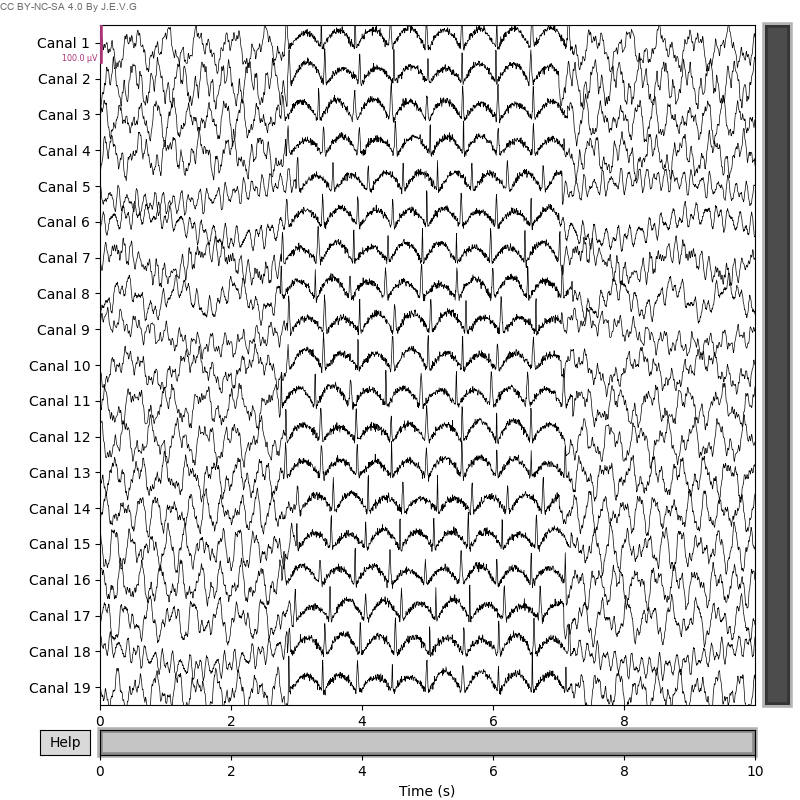 CC BY-NC-SA 4.0 By J.E.V.G
Canal 1
100.0 µV
Canal 2
Canal 3
Canal 4
Canal 5
Canal 6
Canal 7
Canal 8
Canal 9
Canal 10
Canal 11
Canal 12
Canal 13
Canal 14
Canal 15
Canal 16
Canal 17
Canal 18
Canal 19
0 2 4 6 8
Help
0 2 4 6 8 10
Time (s)